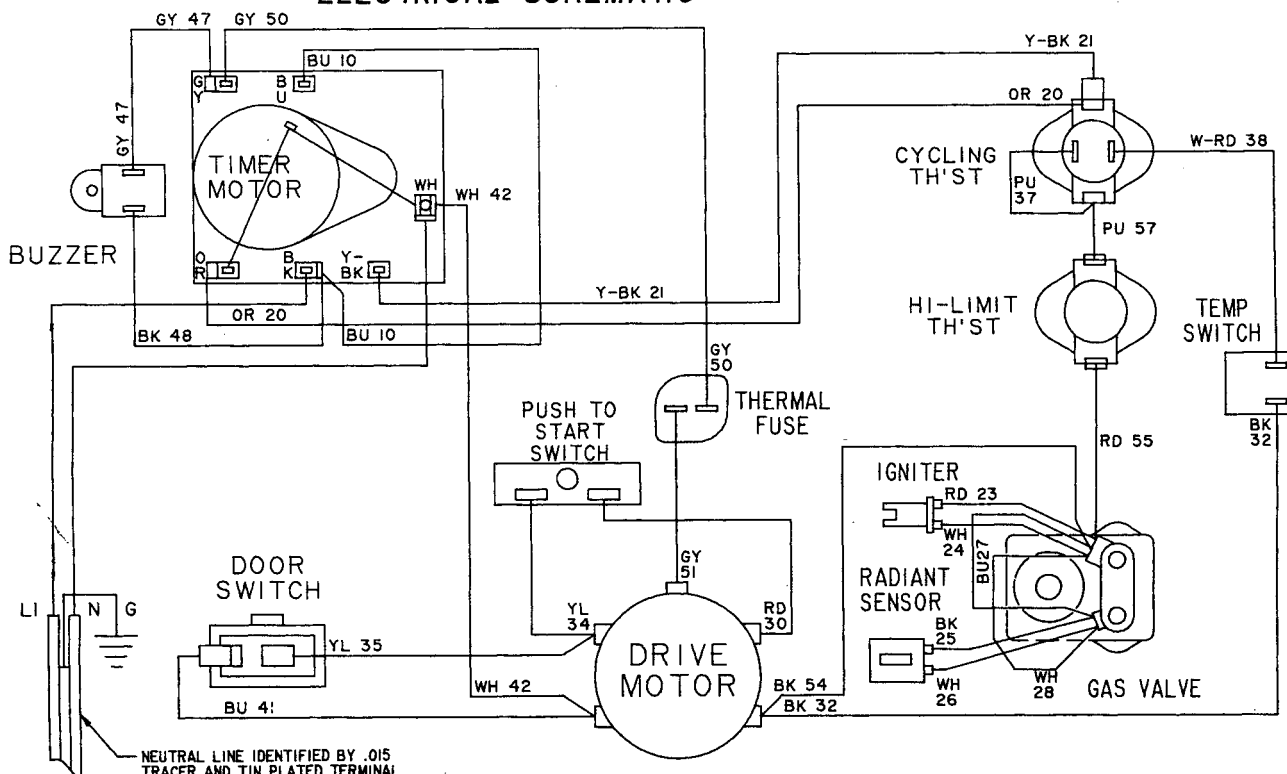 GY 47
GY 50
BU 10
Y-BK 21
OR 20
GY 47
G
Y
B
U
TIMER
MOTOR
WH
WH 42
CYCLING
TH'ST
W-RD 38
PU
37
PU 57
BUZZER
O
R
B
K
Y-
BK
Y-BK 21
OR 20
BK 48
BU 10
HI-LIMIT
TH'ST
TEMP
SWITCH
GY
50
THERMAL
FUSE
PUSH TO
START
SWITCH
BK
32
RD 55
IGNITER
RD 23
WH
24
BU27
GY
51
DOOR
SWITCH
RADIANT
SENSOR
L1
N
G
YL
34
RD
30
YL 35
BK
25
DRIVE
MOTOR
WH
26
WH
28
GAS VALVE
WH 42
BK 54
BU 41
BK 32
NEUTRAL LINE IDENTIFIED BY .015
TRACER AND TIN PLATED TERMINAL